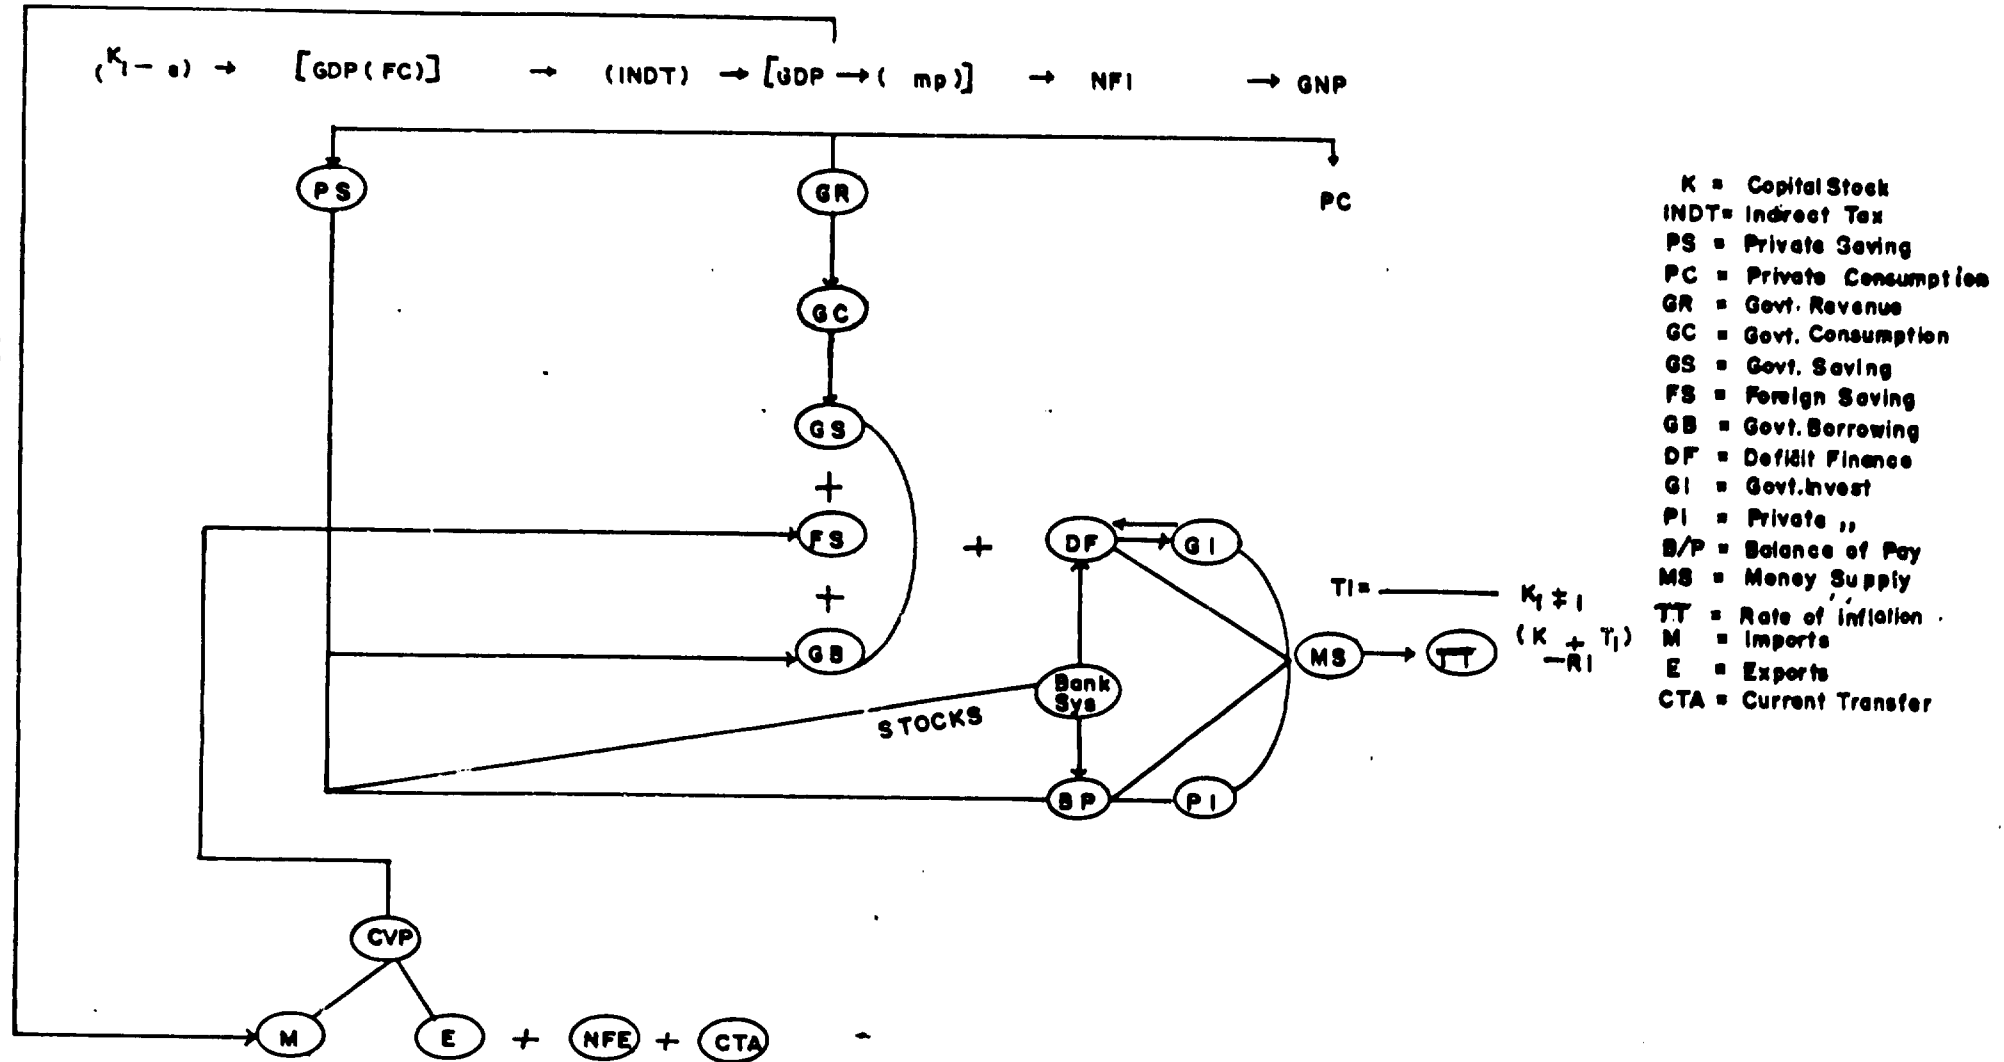 (K₁ - e) → [GDP(FC)] → (INDT) → [GDP → ( mp)] → NFI → GNP
PS
GR
PC
GC
GS
+
FS
+
GB
+
DF
GI
Bank
Sys
STOCKS
BP
PI
MS
TI = ——— K₁ ‡ I
(K + T₁)
-RI
TT
CVP
M
E + NFE + CTA -
K = Capital Stock
INDT = Indirect Tax
PS = Private Saving
PC = Private Consumption
GR = Govt. Revenue
GC = Govt. Consumption
GS = Govt. Saving
FS = Foreign Saving
GB = Govt. Borrowing
DF = Deficit Finance
GI = Govt. Invest
PI = Private ,,
B/P = Balance of Pay
MS = Money Supply
TT = Rate of inflation
M = Imports
E = Exports
CTA = Current Transfer